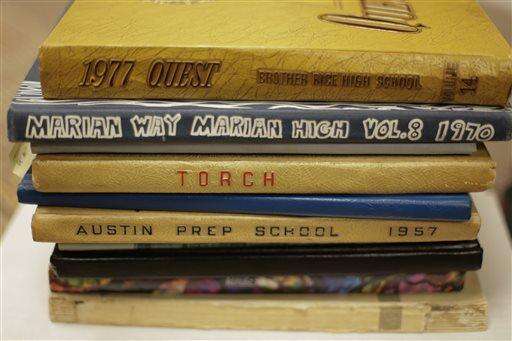 1977 QUEST BROTHER RICE HIGH SCHOOL VOLUME 14
MARIAN WAY MARIAN HIGH VOL.8 1970
TORCH
AUSTIN PREP SCHOOL 1957